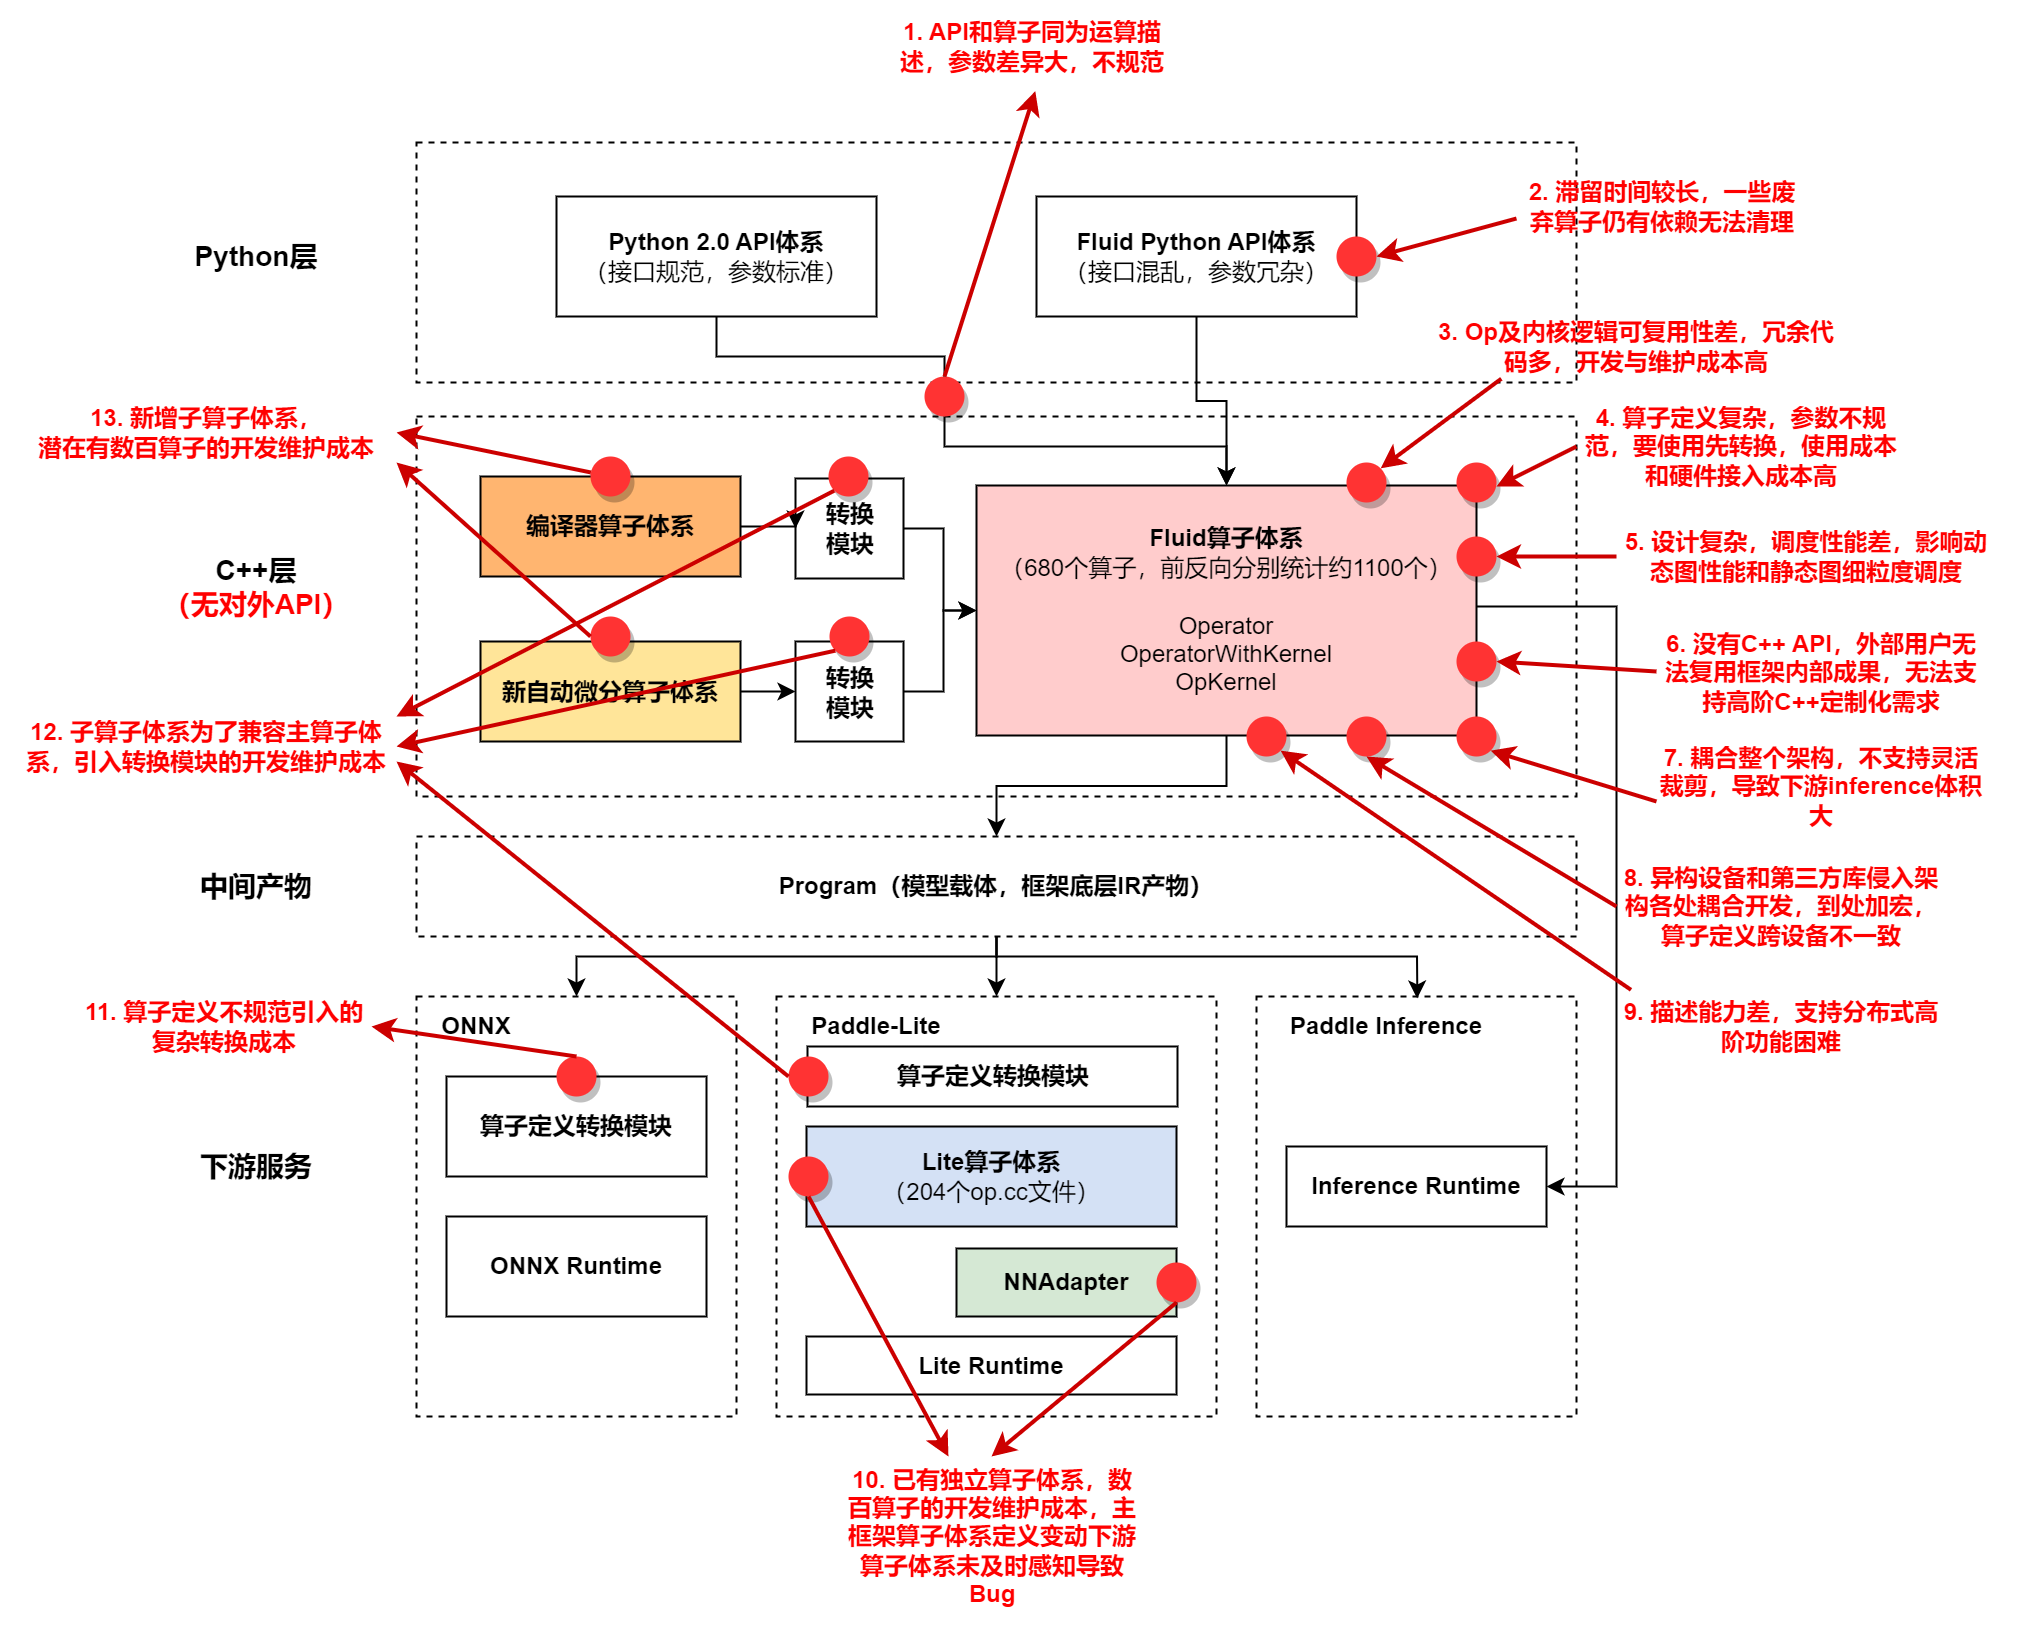 1. API和算子同为运算描
述，参数差异大，不规范
Python层
Python 2.0 API体系
（接口规范，参数标准）
Fluid Python API体系
（接口混乱，参数冗杂）
2. 滞留时间较长，一些废
弃算子仍有依赖无法清理
3. Op及内核逻辑可复用性差，冗余代
码多，开发与维护成本高
13. 新增子算子体系，
潜在有数百算子的开发维护成本
4. 算子定义复杂，参数不规
范，要使用先转换，使用成本
和硬件接入成本高
C++层
（无对外API）
编译器算子体系
转换
模块
新自动微分算子体系
转换
模块
Fluid算子体系
（680个算子，前反向分别统计约1100个）
Operator
OperatorWithKernel
OpKernel
5. 设计复杂，调度性能差，影响动
态图性能和静态图细粒度调度
6. 没有C++ API，外部用户无
法复用框架内部成果，无法支
持高阶C++定制化需求
12. 子算子体系为了兼容主算子体
系，引入转换模块的开发维护成本
7. 耦合整个架构，不支持灵活
裁剪，导致下游inference体积
大
中间产物
Program（模型载体，框架底层IR产物）
8. 异构设备和第三方库侵入架
构各处耦合开发，到处加宏，
算子定义跨设备不一致
9. 描述能力差，支持分布式高
阶功能困难
11. 算子定义不规范引入的
复杂转换成本
下游服务
ONNX
算子定义转换模块
ONNX Runtime
Paddle-Lite
算子定义转换模块
Lite算子体系
（204个op.cc文件）
NNAdapter
Lite Runtime
Paddle Inference
Inference Runtime
10. 已有独立算子体系，数
百算子的开发维护成本，主
框架算子体系定义变动下游
算子体系未及时感知导致
Bug